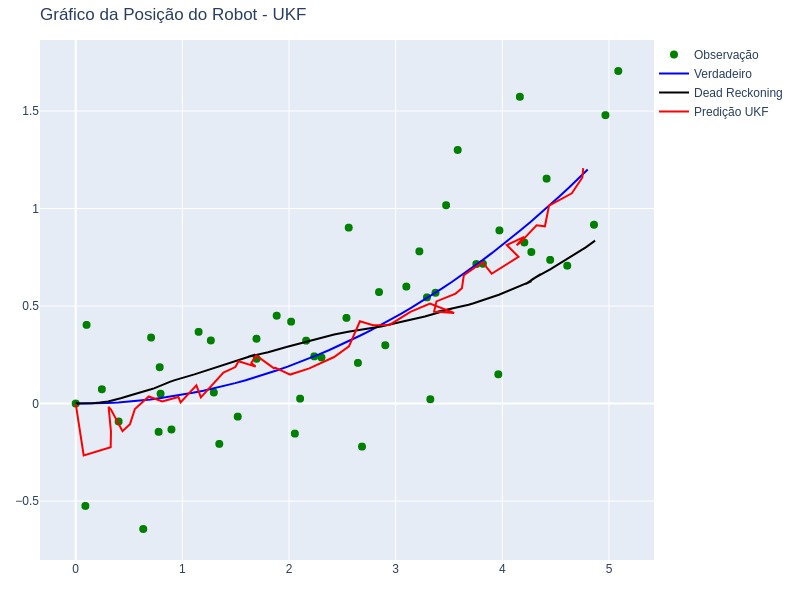 Gráfico da Posição do Robot - UKF
Observação
Verdadeiro
Dead Reckoning
Predição UKF
1.5
1
0.5
0
−0.5
0 1 2 3 4 5